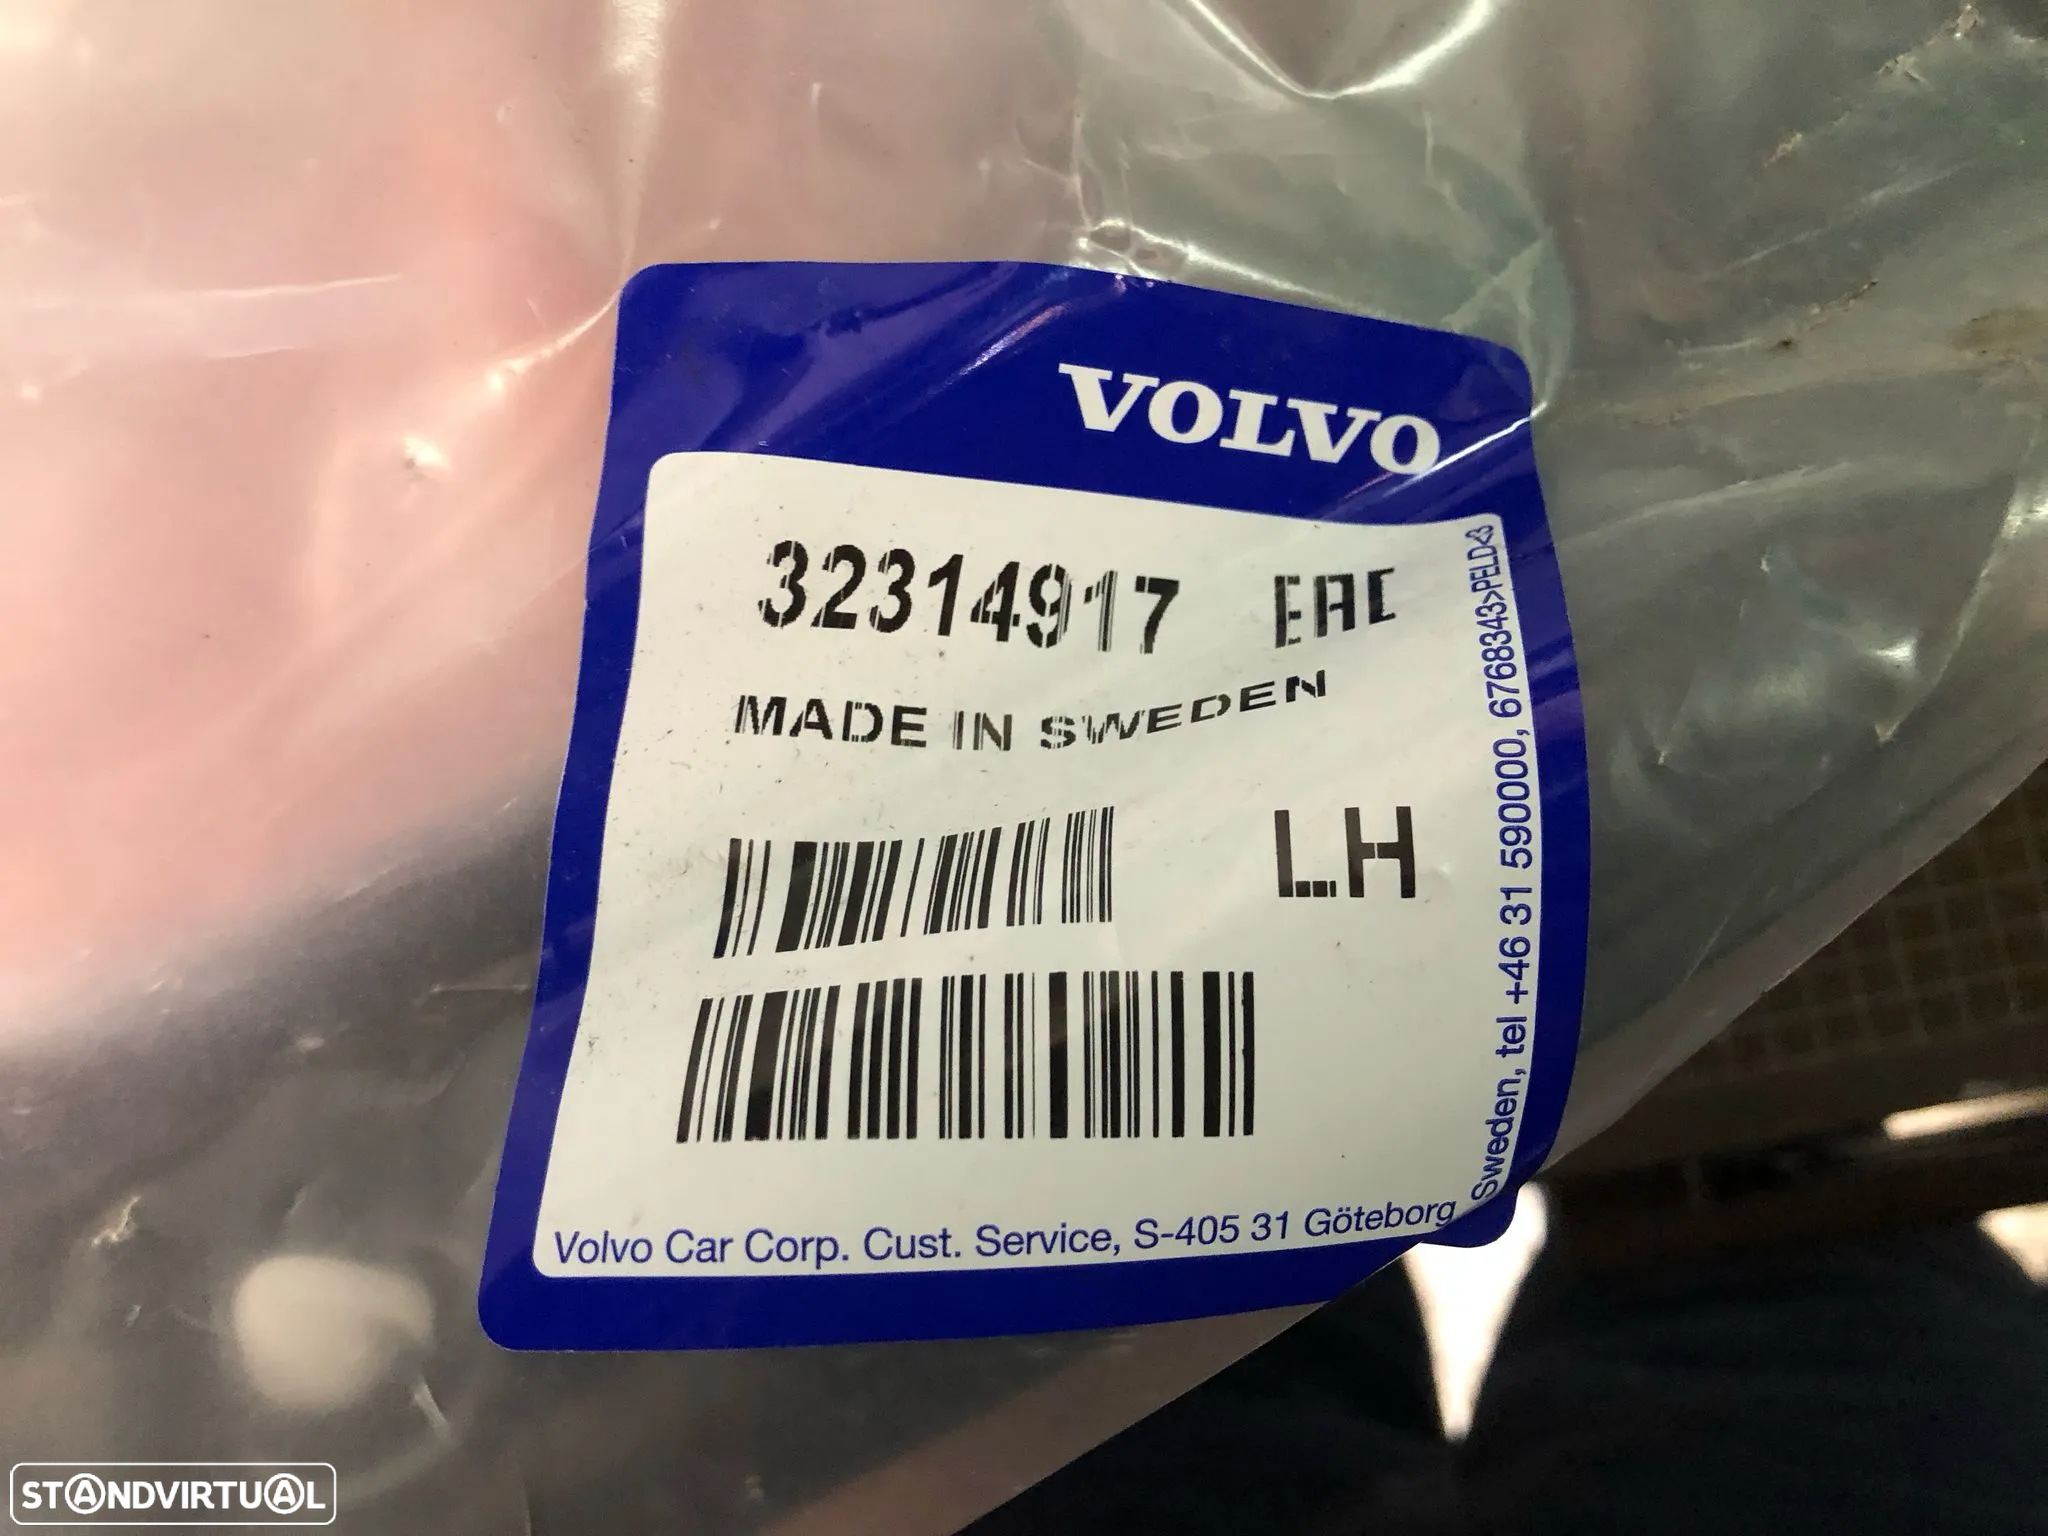 VOLVO
32314917 EAC
MADE IN SWEDEN
LH
Volvo Car Corp. Cust. Service, S-405 31 Göteborg
Sweden, tel +46 31 590000, 6768343>PELD<3
STANDVIRTUAL